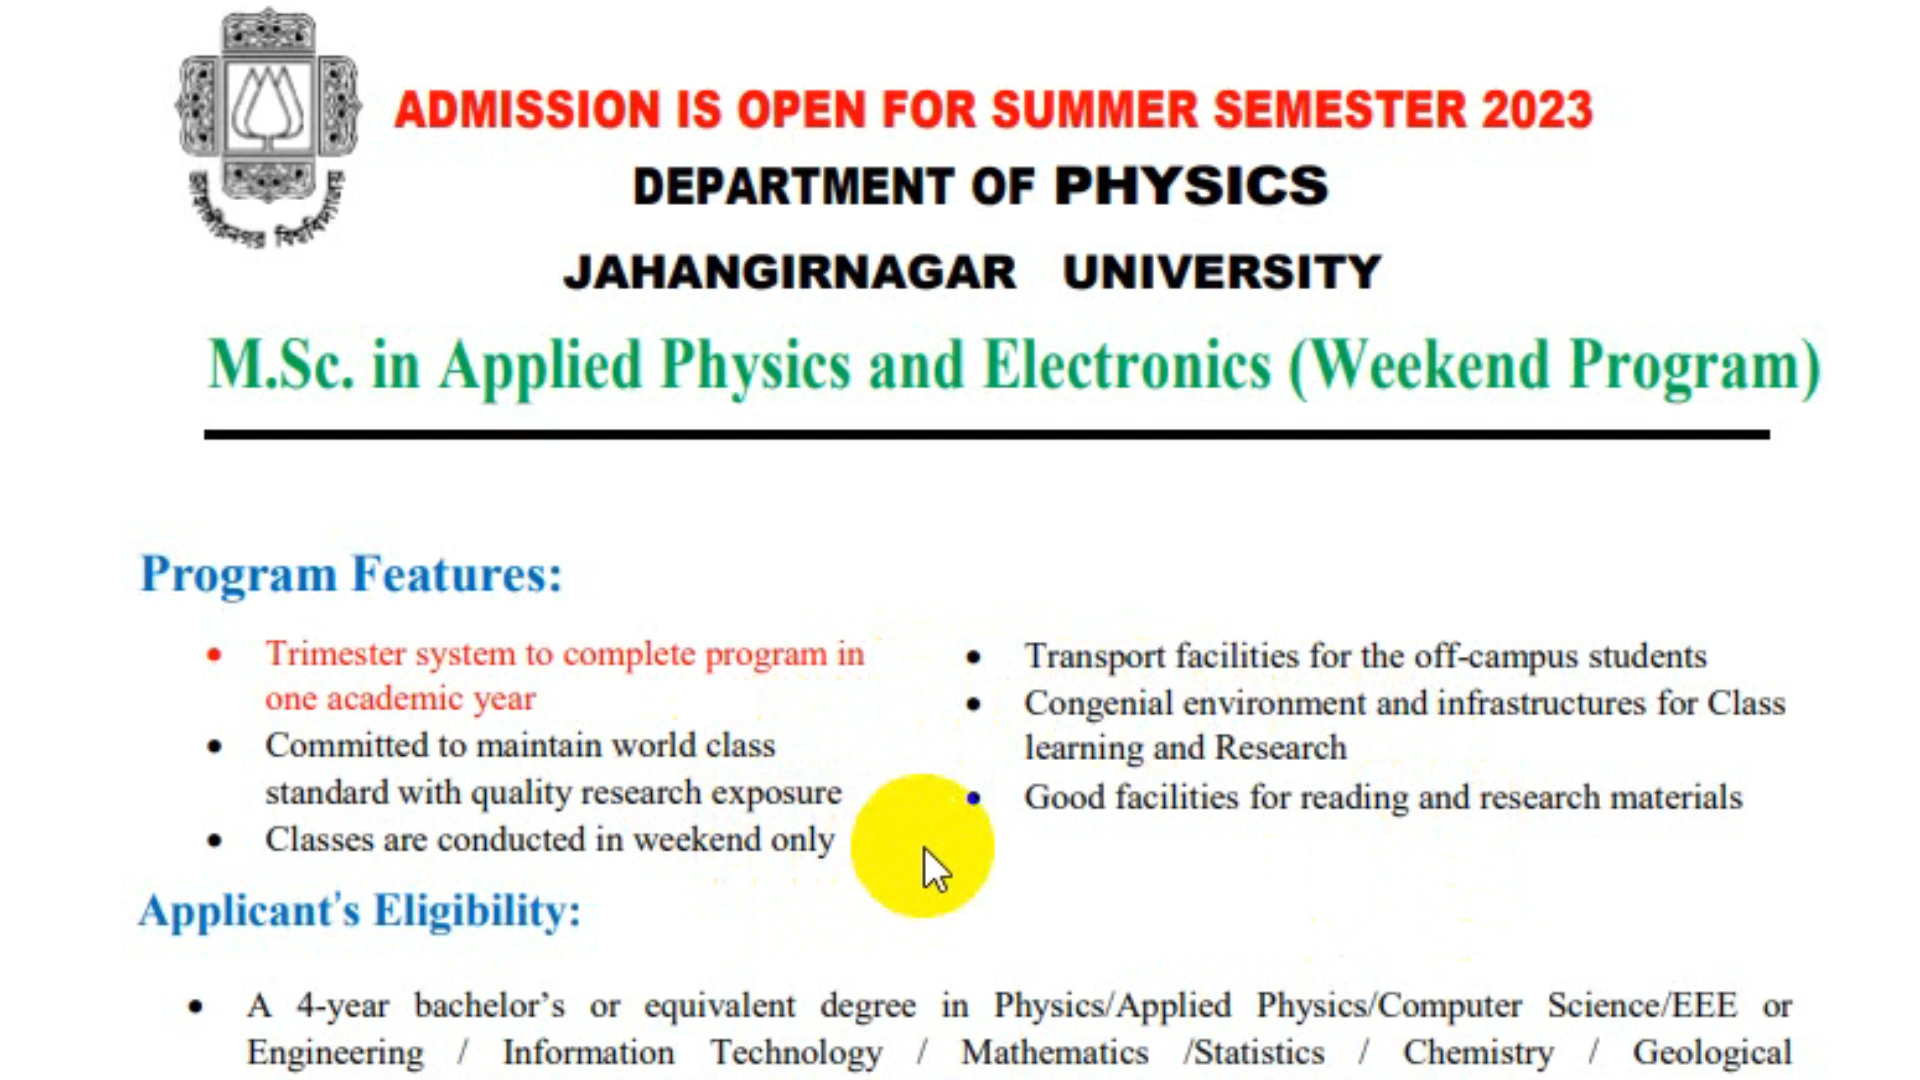 ADMISSION IS OPEN FOR SUMMER SEMESTER 2023
DEPARTMENT OF PHYSICS
জাহাঙ্গীরনগর বিশ্ববিদ্যালয়
JAHANGIRNAGAR UNIVERSITY
M.Sc. in Applied Physics and Electronics (Weekend Program)
Program Features:
• Trimester system to complete program in
one academic year
• Committed to maintain world class
standard with quality research exposure
• Classes are conducted in weekend only
• Transport facilities for the off-campus students
• Congenial environment and infrastructures for Class
learning and Research
• Good facilities for reading and research materials
Applicant's Eligibility:
• A 4-year bachelor’s or equivalent degree in Physics/Applied Physics/Computer Science/EEE or
Engineering / Information Technology / Mathematics /Statistics / Chemistry / Geological